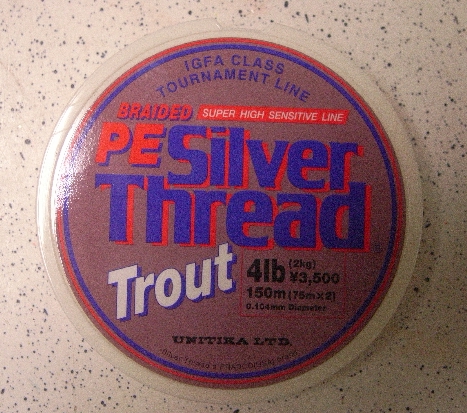 IGFA CLASS
TOURNAMENT LINE
BRAIDED SUPER HIGH SENSITIVE LINE
PE Silver
Thread
Trout
4lb (2kg)
¥3,500
150m (75m×2)
0.104mm Diameter
UNITIKA LTD.